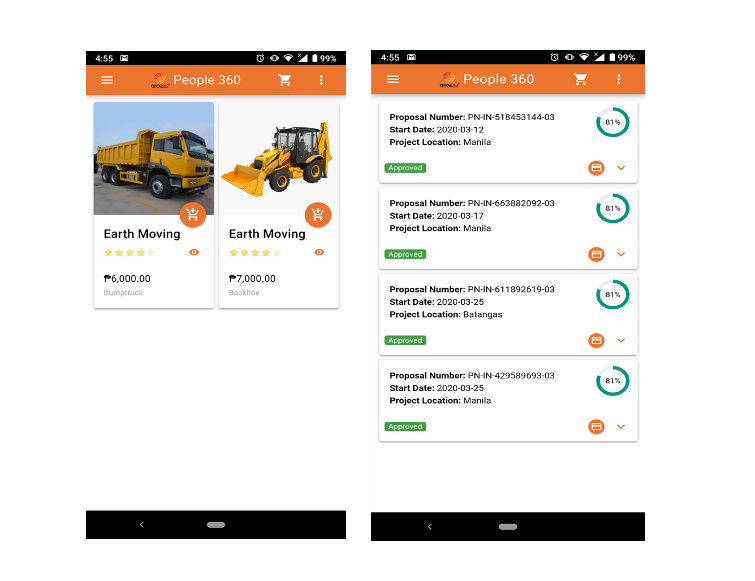 4:55
99%
People 360
Earth Moving
₱6,000.00
Dumptruck
Earth Moving
₱7,000.00
Backhoe
4:55
99%
People 360
Proposal Number: PN-IN-518453144-03
Start Date: 2020-03-12
Project Location: Manila
81%
Approved
Proposal Number: PN-IN-663882092-03
Start Date: 2020-03-17
Project Location: Manila
81%
Approved
Proposal Number: PN-IN-611892619-03
Start Date: 2020-03-25
Project Location: Batangas
81%
Approved
Proposal Number: PN-IN-429589693-03
Start Date: 2020-03-25
Project Location: Manila
81%
Approved